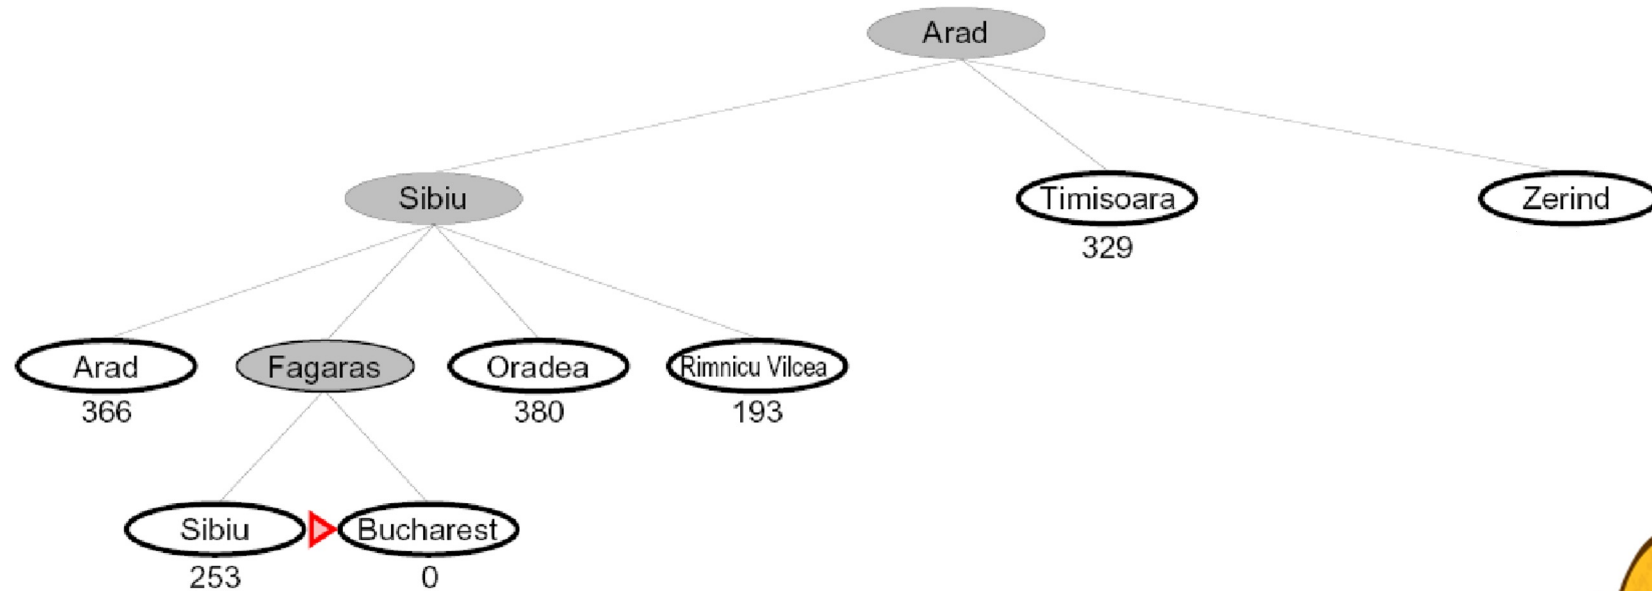 Arad
Sibiu
Timisoara
Zerind
329
Arad
Fagaras
Oradea
Rimnicu Vilcea
366
380
193
Sibiu
Bucharest
253
0